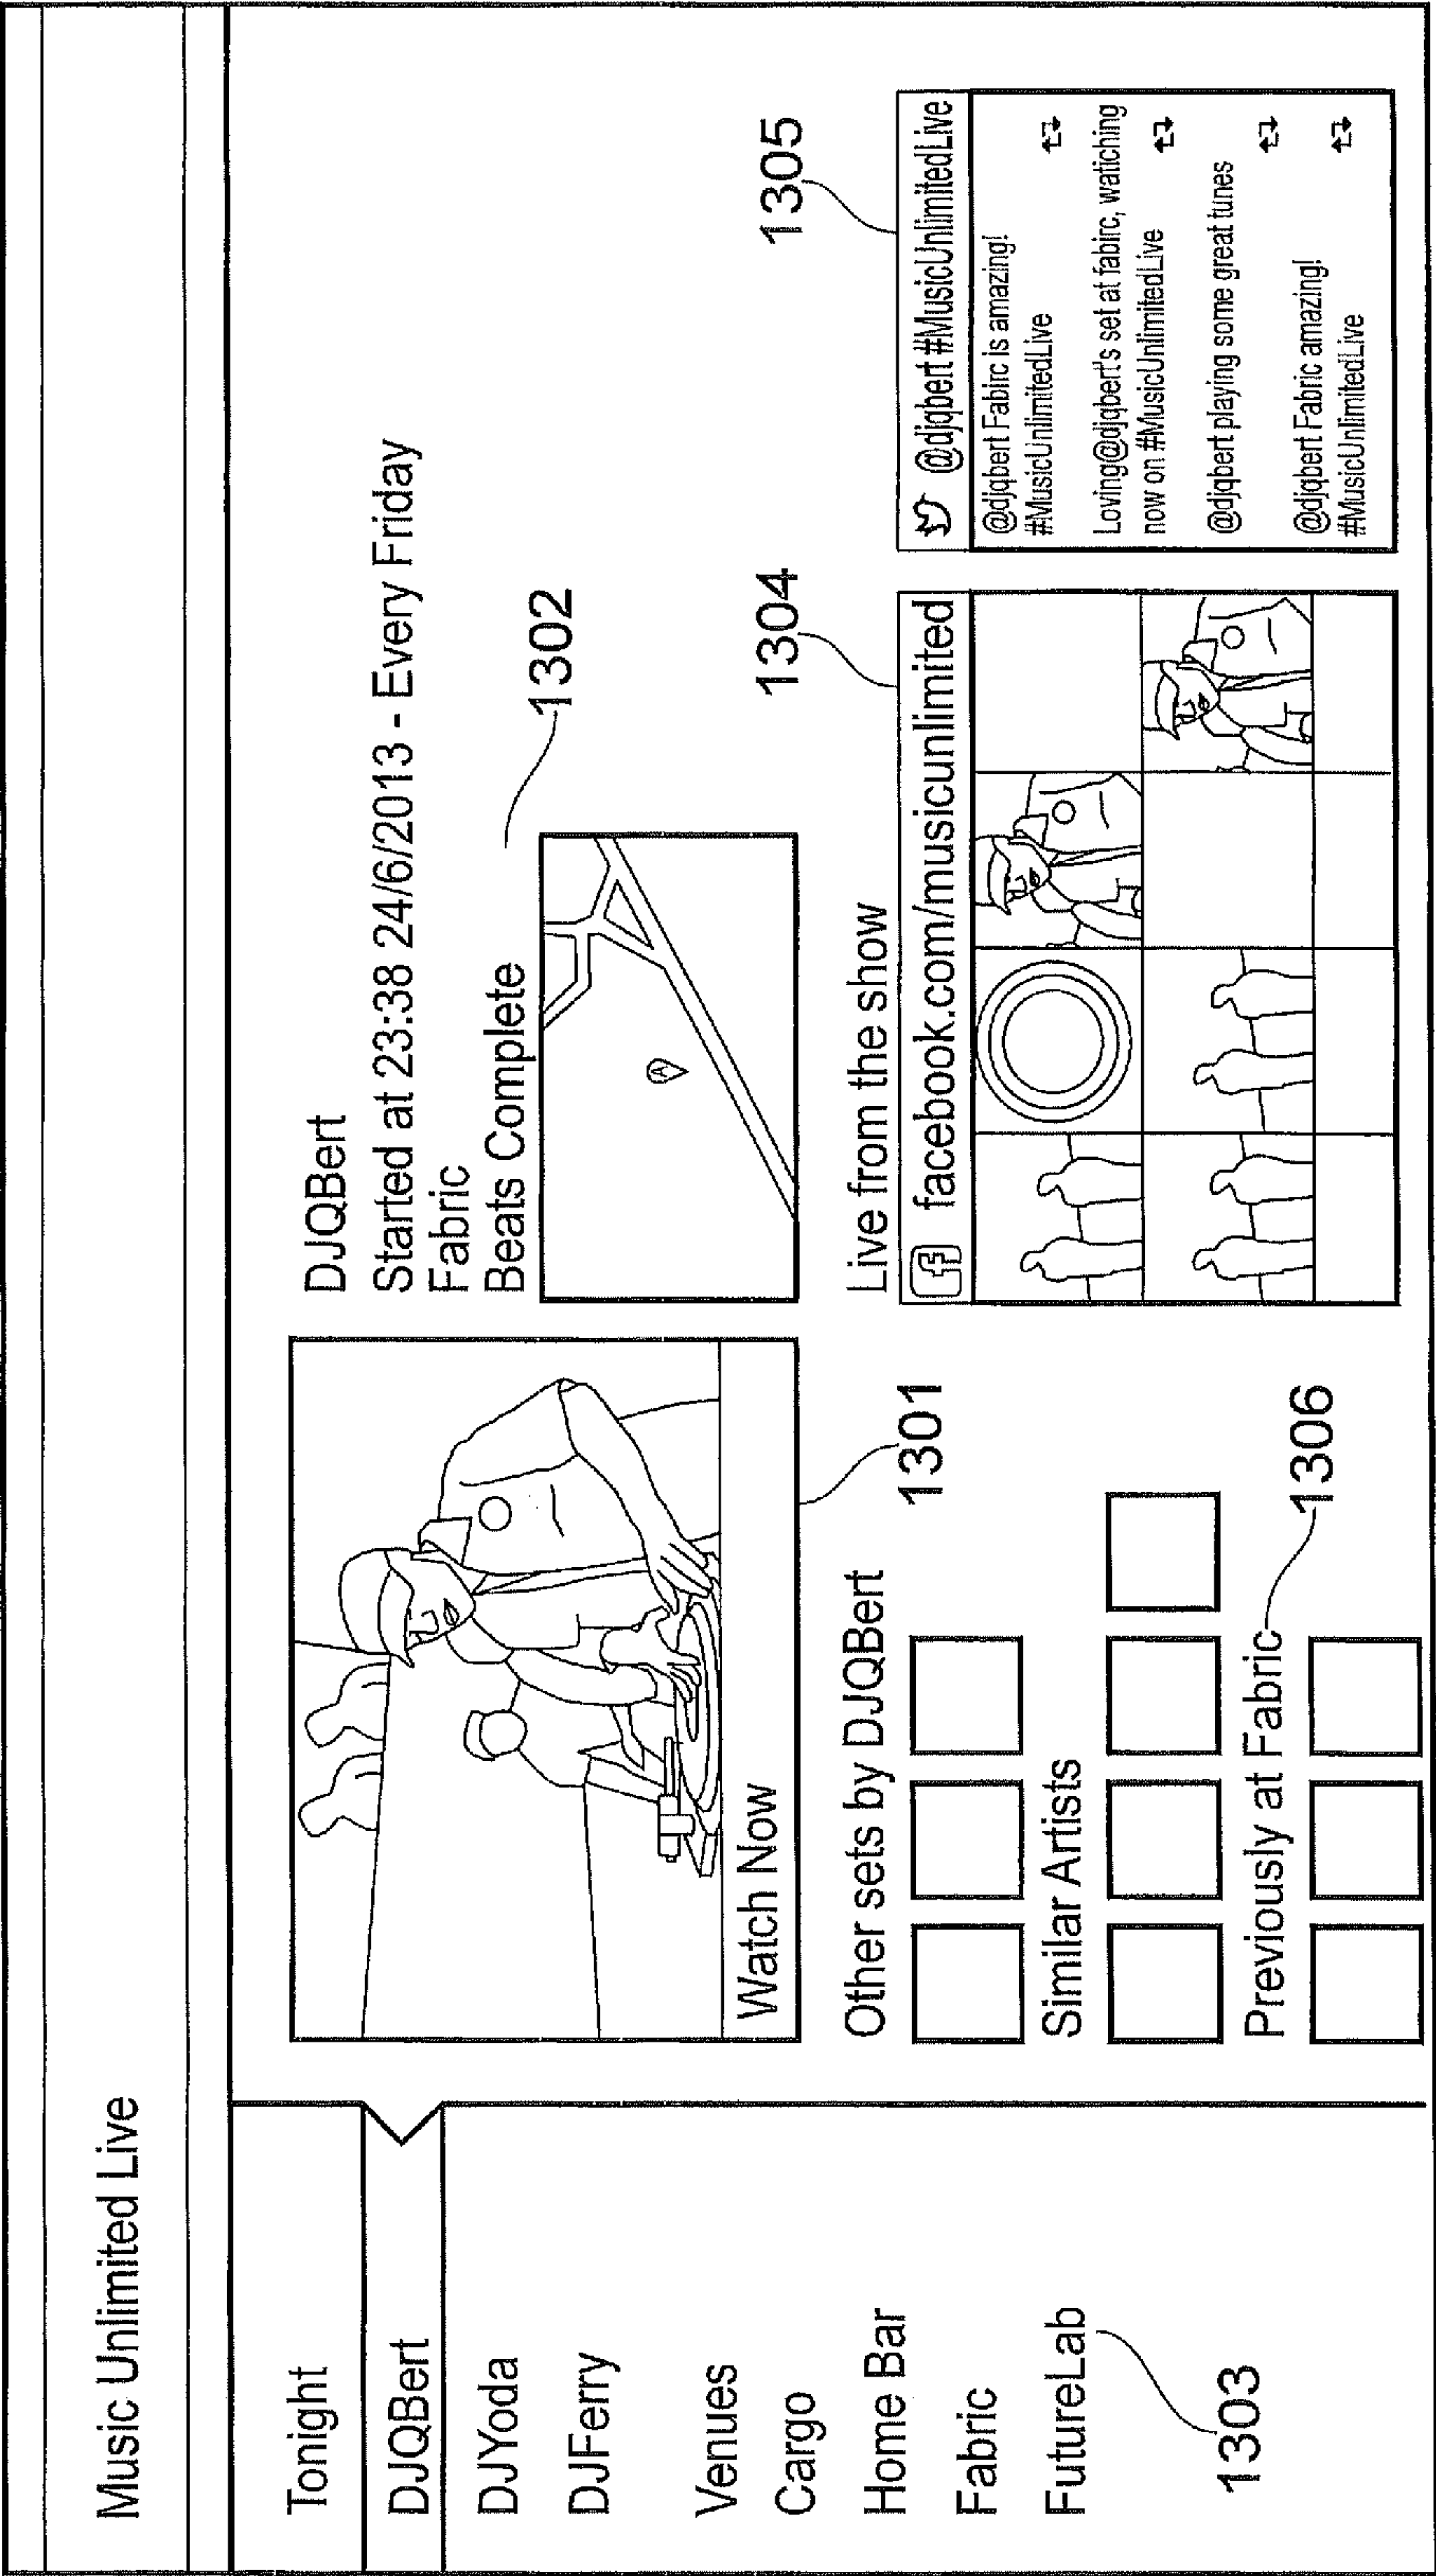 Music Unlimited Live
Tonight
DJQBert
DJYoda
DJFerry
Venues
Cargo
Home Bar
Fabric
FutureLab
1303
Watch Now
1301
DJQBert
Started at 23:38 24/6/2013 - Every Friday
Fabric
Beats Complete
1302
Other sets by DJQBert
Similar Artists
Previously at Fabric
1306
Live from the show
1304
facebook.com/musicunlimited
1305
@djqbert #MusicUnlimitedLive
@djqbert Fabirc is amazing!
#MusicUnlimitedLive
Loving@djqbert's set at fabirc, watiching
now on #MusicUnlimitedLive
@djqbert playing some great tunes
@djqbert Fabric amazing!
#MusicUnlimitedLive